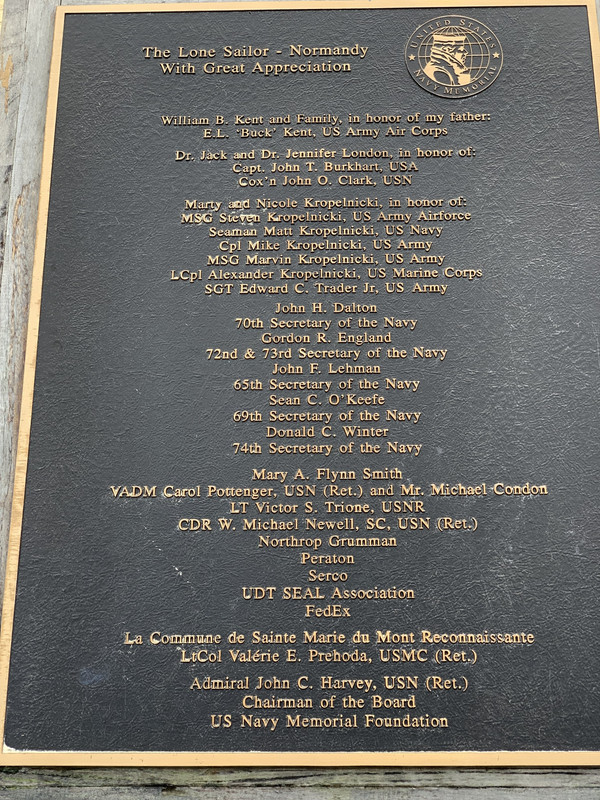 The Lone Sailor - Normandy
With Great Appreciation
UNITED STATES
NAVY MEMORIAL
William B. Kent and Family, in honor of my father:
E.L. 'Buck' Kent, US Army Air Corps
Dr. Jack and Dr. Jennifer London, in honor of:
Capt. John T. Burkhart, USA
Cox'n John O. Clark, USN
Marty and Nicole Kropelnicki, in honor of:
MSG Steven Kropelnicki, US Army Airforce
Seaman Matt Kropelnicki, US Navy
Cpl Mike Kropelnicki, US Army
MSG Marvin Kropelnicki, US Army
LCpl Alexander Kropelnicki, US Marine Corps
SGT Edward C. Trader Jr, US Army
John H. Dalton
70th Secretary of the Navy
Gordon R. England
72nd & 73rd Secretary of the Navy
John F. Lehman
65th Secretary of the Navy
Sean C. O'Keefe
69th Secretary of the Navy
Donald C. Winter
74th Secretary of the Navy
Mary A. Flynn Smith
VADM Carol Pottenger, USN (Ret.) and Mr. Michael Condon
LT Victor S. Trione, USNR
CDR W. Michael Newell, SC, USN (Ret.)
Northrop Grumman
Peraton
Serco
UDT SEAL Association
FedEx
La Commune de Sainte Marie du Mont Reconnaissante
LtCol Valérie E. Prehoda, USMC (Ret.)
Admiral John C. Harvey, USN (Ret.)
Chairman of the Board
US Navy Memorial Foundation